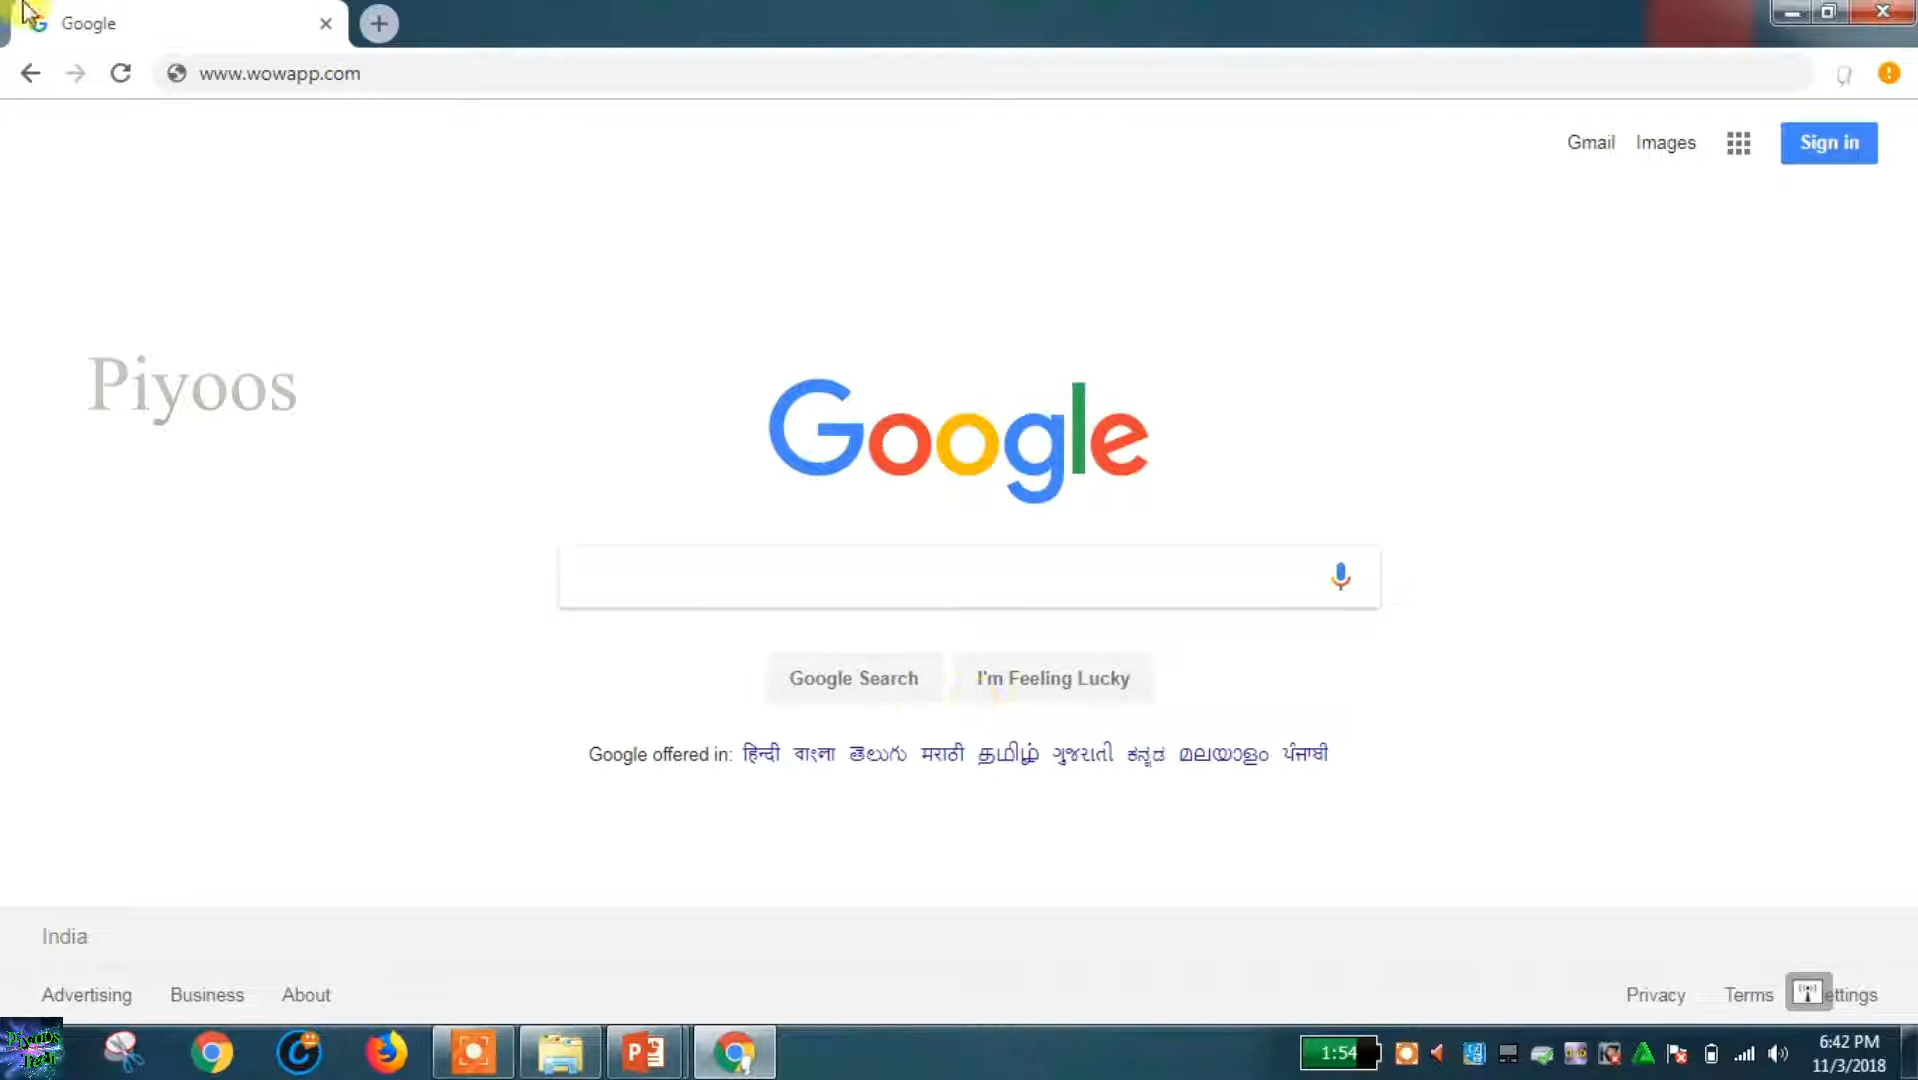 Google
www.wowapp.com
Gmail Images Sign in
Piyoos
Google
Google Search I'm Feeling Lucky
Google offered in: हिन्दी বাংলা తెలుగు मराठी தமிழ் ગુજરાતી ಕನ್ನಡ മലയാളം ਪੰਜਾਬੀ
India
Advertising Business About Privacy Terms ettings
Piyoos
Tech
1:54
6:42 PM
11/3/2018